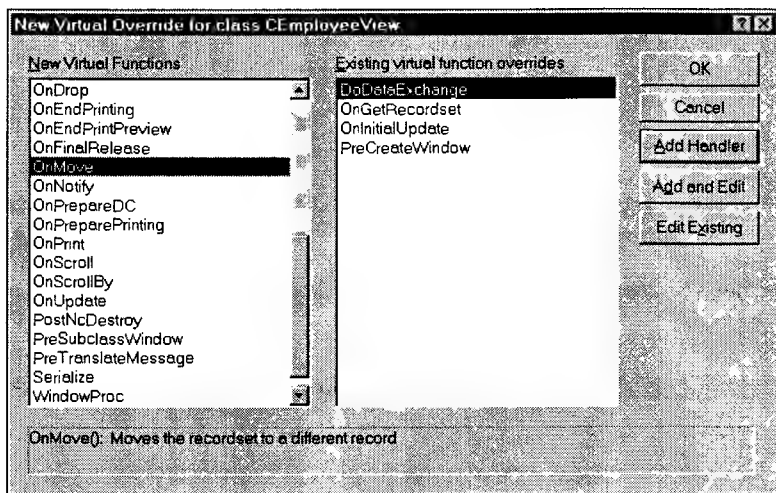 New Virtual Override for class CEmployeeView
New Virtual Functions
OnDrop
OnEndPrinting
OnEndPrintPreview
OnFinalRelease
OnMove
OnNotify
OnPrepareDC
OnPreparePrinting
OnPrint
OnScroll
OnScrollBy
OnUpdate
PostNcDestroy
PreSubclassWindow
PreTranslateMessage
Serialize
WindowProc
Existing virtual function overrides
DoDataExchange
OnGetRecordset
OnInitialUpdate
PreCreateWindow
OK
Cancel
Add Handler
Add and Edit
Edit Existing
OnMove(): Moves the recordset to a different record